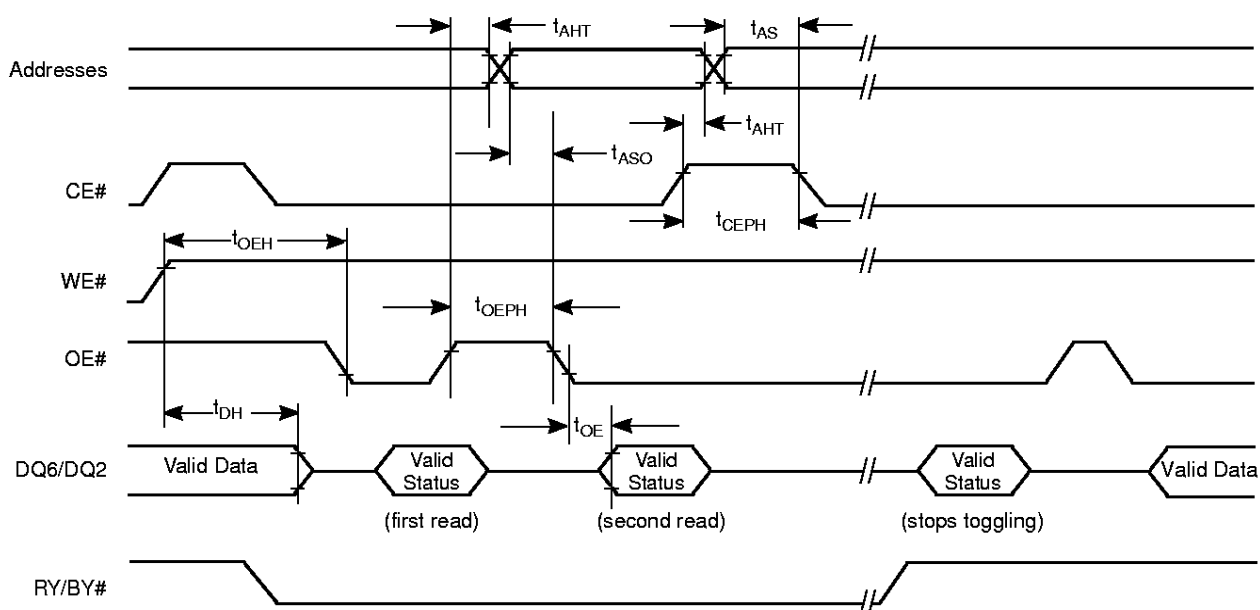 tAHT
tAS
Addresses
tAHT
tASO
CE#
tCEPH
tOEH
WE#
tOEPH
OE#
tDH
tOE
DQ6/DQ2
Valid Data
Valid
Status
Valid
Status
Valid
Status
Valid Data
(first read)
(second read)
(stops toggling)
RY/BY#